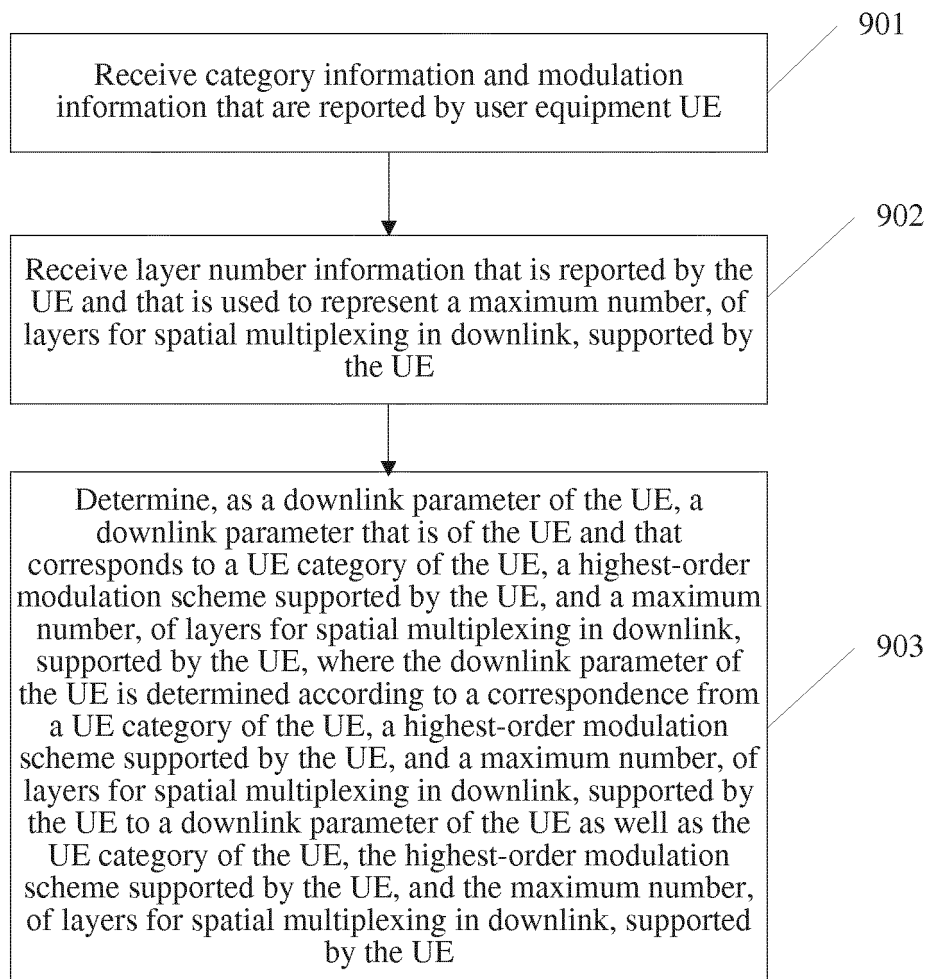 901
Receive category information and modulation
information that are reported by user equipment UE
902
Receive layer number information that is reported by the
UE and that is used to represent a maximum number, of
layers for spatial multiplexing in downlink, supported by
the UE
903
Determine, as a downlink parameter of the UE, a
downlink parameter that is of the UE and that
corresponds to a UE category of the UE, a highest-order
modulation scheme supported by the UE, and a maximum
number, of layers for spatial multiplexing in downlink,
supported by the UE, where the downlink parameter of
the UE is determined according to a correspondence from
a UE category of the UE, a highest-order modulation
scheme supported by the UE, and a maximum number, of
layers for spatial multiplexing in downlink, supported by
the UE to a downlink parameter of the UE as well as the
UE category of the UE, the highest-order modulation
scheme supported by the UE, and the maximum number,
of layers for spatial multiplexing in downlink, supported
by the UE